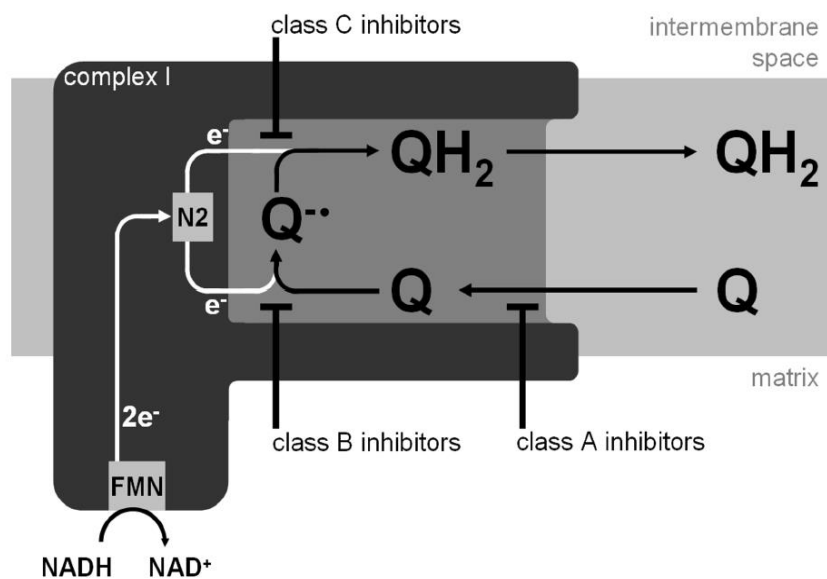 class C inhibitors
intermembrane
space
complex I
e⁻
QH₂
QH₂
N2
Q⁻•
e⁻
Q
Q
matrix
2e⁻
class B inhibitors
class A inhibitors
FMN
NADH
NAD⁺